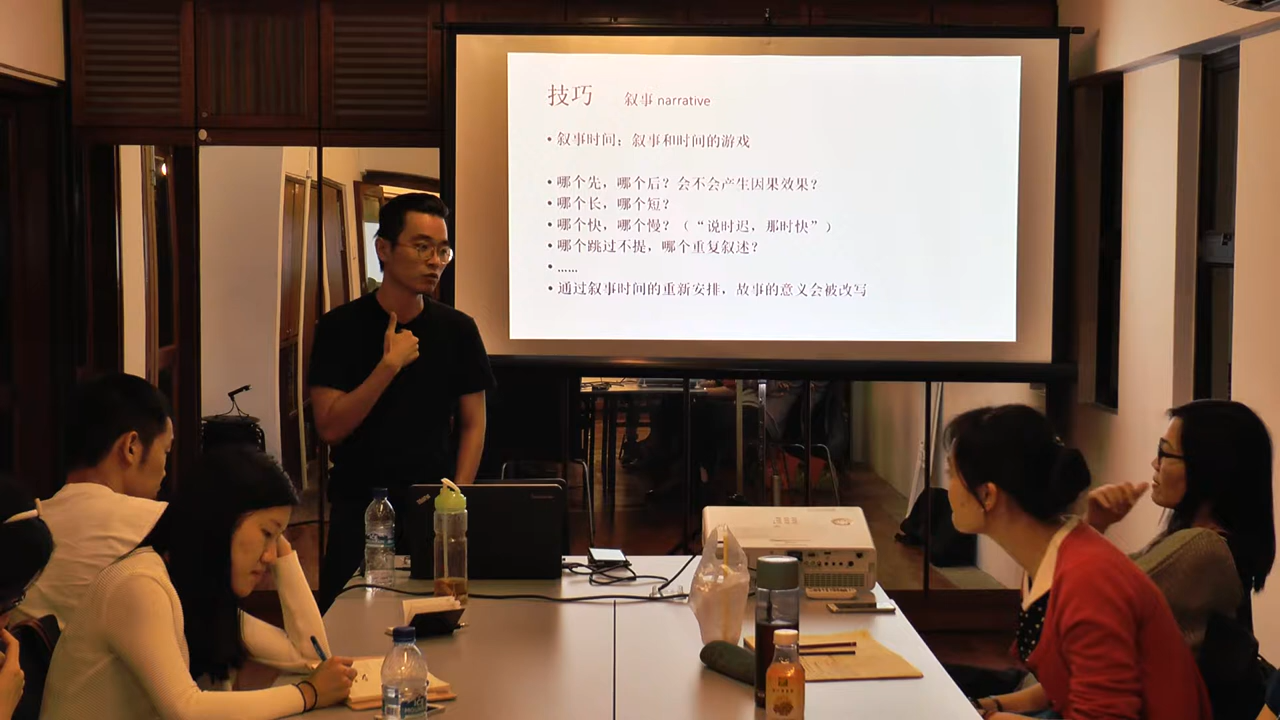 技巧 叙事 narrative
• 叙事时间：叙事和时间的游戏
• 哪个先，哪个后？会不会产生因果效果？
• 哪个长，哪个短？
• 哪个快，哪个慢？（“说时迟，那时快”）
• 哪个跳过不提，哪个重复叙述？
• ……
• 通过叙事时间的重新安排，故事的意义会被改写